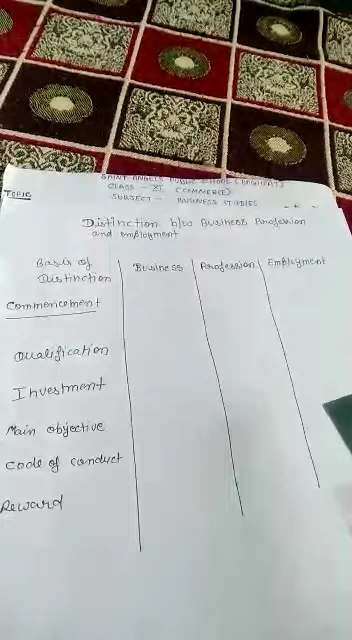 SAINT ANGELS PUBLIC SCHOOL (BAGHPAT)
CLASS - XI (COMMERCE)
TOPIC
SUBJECT - BUSINESS STUDIES
Distinction b/w Business Profession
and employment
Basis of Distinction
Business
Profession
Employment
Commencement
Qualification
Investment
Main objective
Code of conduct
Reward